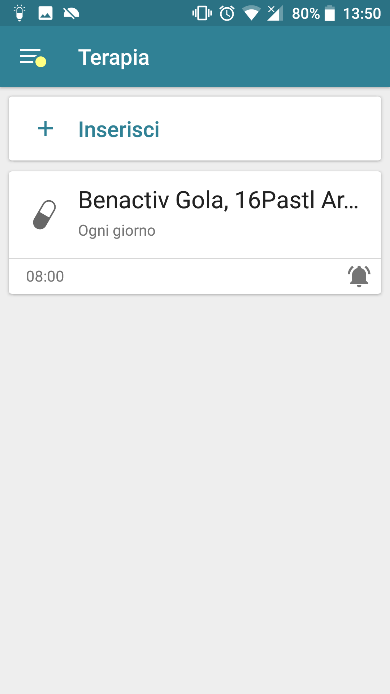 80% 13:50
Terapia
+ Inserisci
Benactiv Gola, 16Pastl Ar...
Ogni giorno
08:00